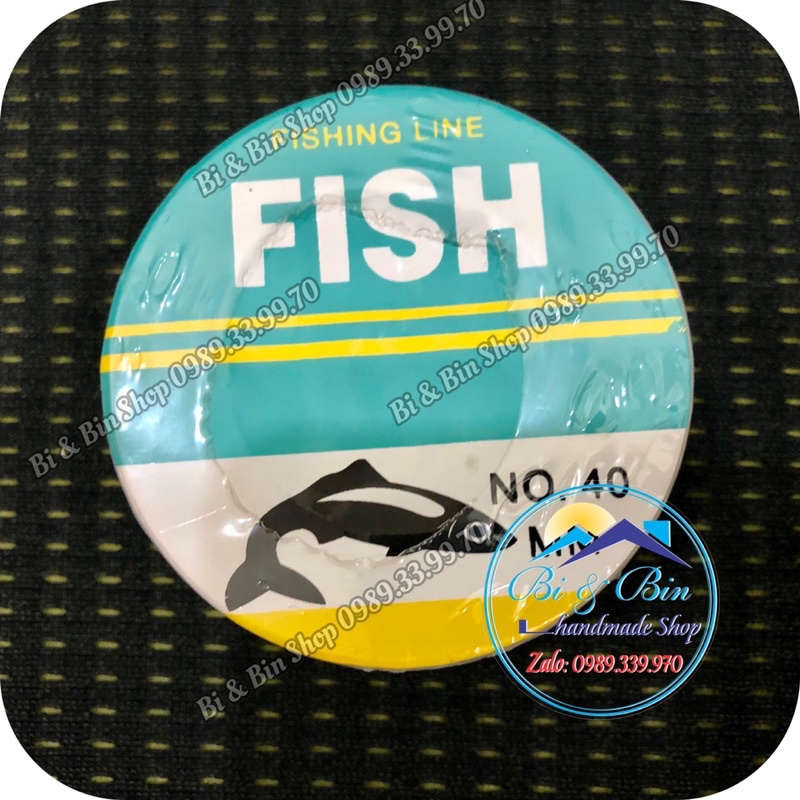 Bi & Bin Shop 0989.33.99.70
FISHING LINE
FISH
Bi & Bin Shop 0989.33.99.70
Bi & Bin Shop 0989.33.99.70
NO. 40
Bi & Bin
handmade Shop
Zalo: 0989.339.970
Bi & Bin Shop 0989.33.99.70